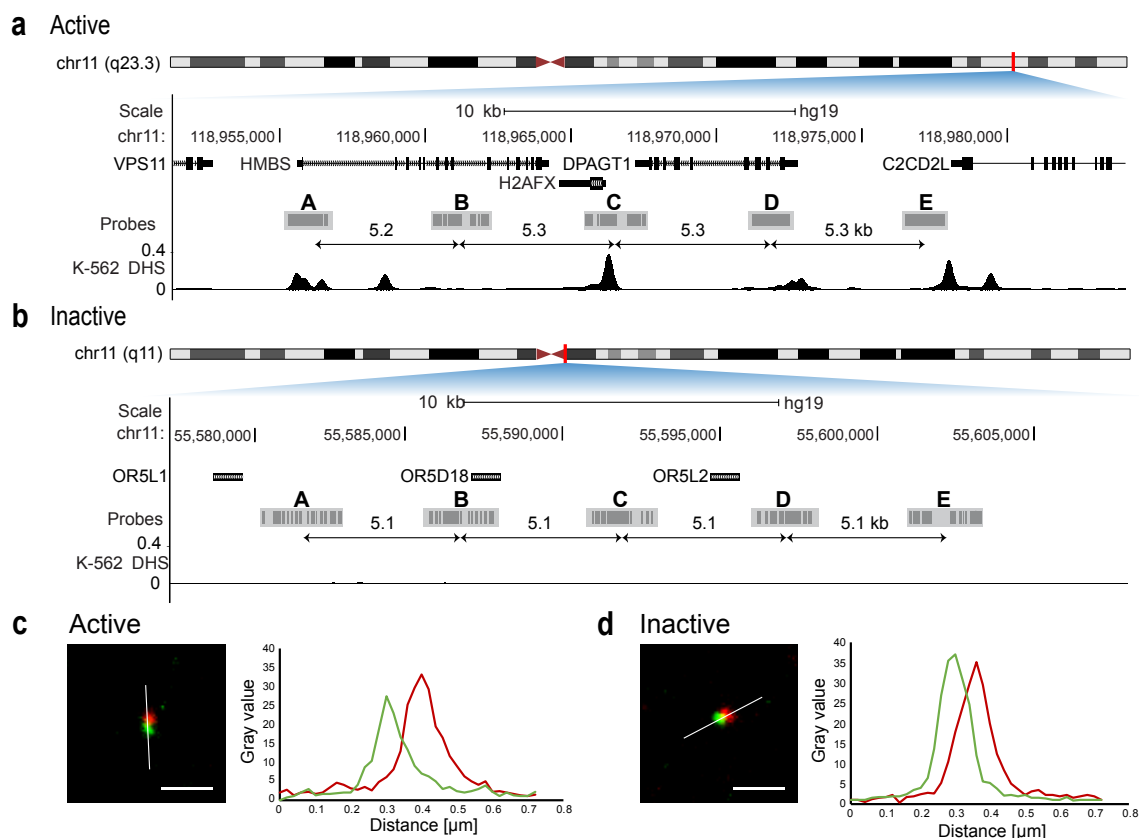 a Active
chr11 (q23.3)
Scale 10 kb hg19
chr11: 118,955,000 118,960,000 118,965,000 118,970,000 118,975,000 118,980,000
VPS11 HMBS DPAGT1 C2CD2L
H2AFX
A B C D E
Probes
5.2 5.3 5.3 5.3 kb
0.4
K-562 DHS
0
b Inactive
chr11 (q11)
Scale 10 kb hg19
chr11: 55,580,000 55,585,000 55,590,000 55,595,000 55,600,000 55,605,000
OR5L1 OR5D18 OR5L2
A B C D E
Probes
5.1 5.1 5.1 5.1 kb
0.4
K-562 DHS
0
c Active
Gray value
40
35
30
25
20
15
10
5
0
0 0.1 0.2 0.3 0.4 0.5 0.6 0.7 0.8
Distance [µm]
d Inactive
Gray value
40
35
30
25
20
15
10
5
0
0 0.1 0.2 0.3 0.4 0.5 0.6 0.7 0.8
Distance [µm]